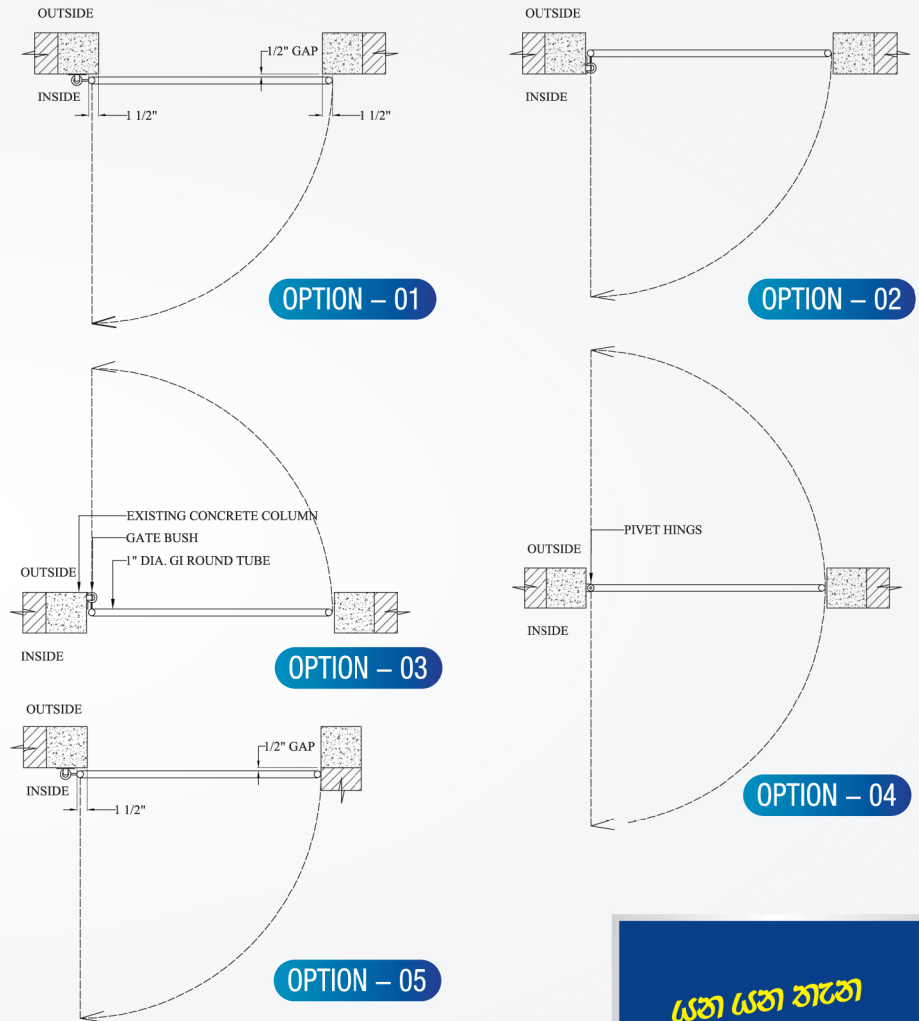 OUTSIDE
1/2" GAP
INSIDE
1 1/2"
1 1/2"
OPTION – 01
OUTSIDE
INSIDE
OPTION – 02
EXISTING CONCRETE COLUMN
GATE BUSH
1" DIA. GI ROUND TUBE
OUTSIDE
INSIDE
OPTION – 03
PIVET HINGS
OUTSIDE
INSIDE
OPTION – 04
OUTSIDE
1/2" GAP
INSIDE
1 1/2"
OPTION – 05
යන යන තැන